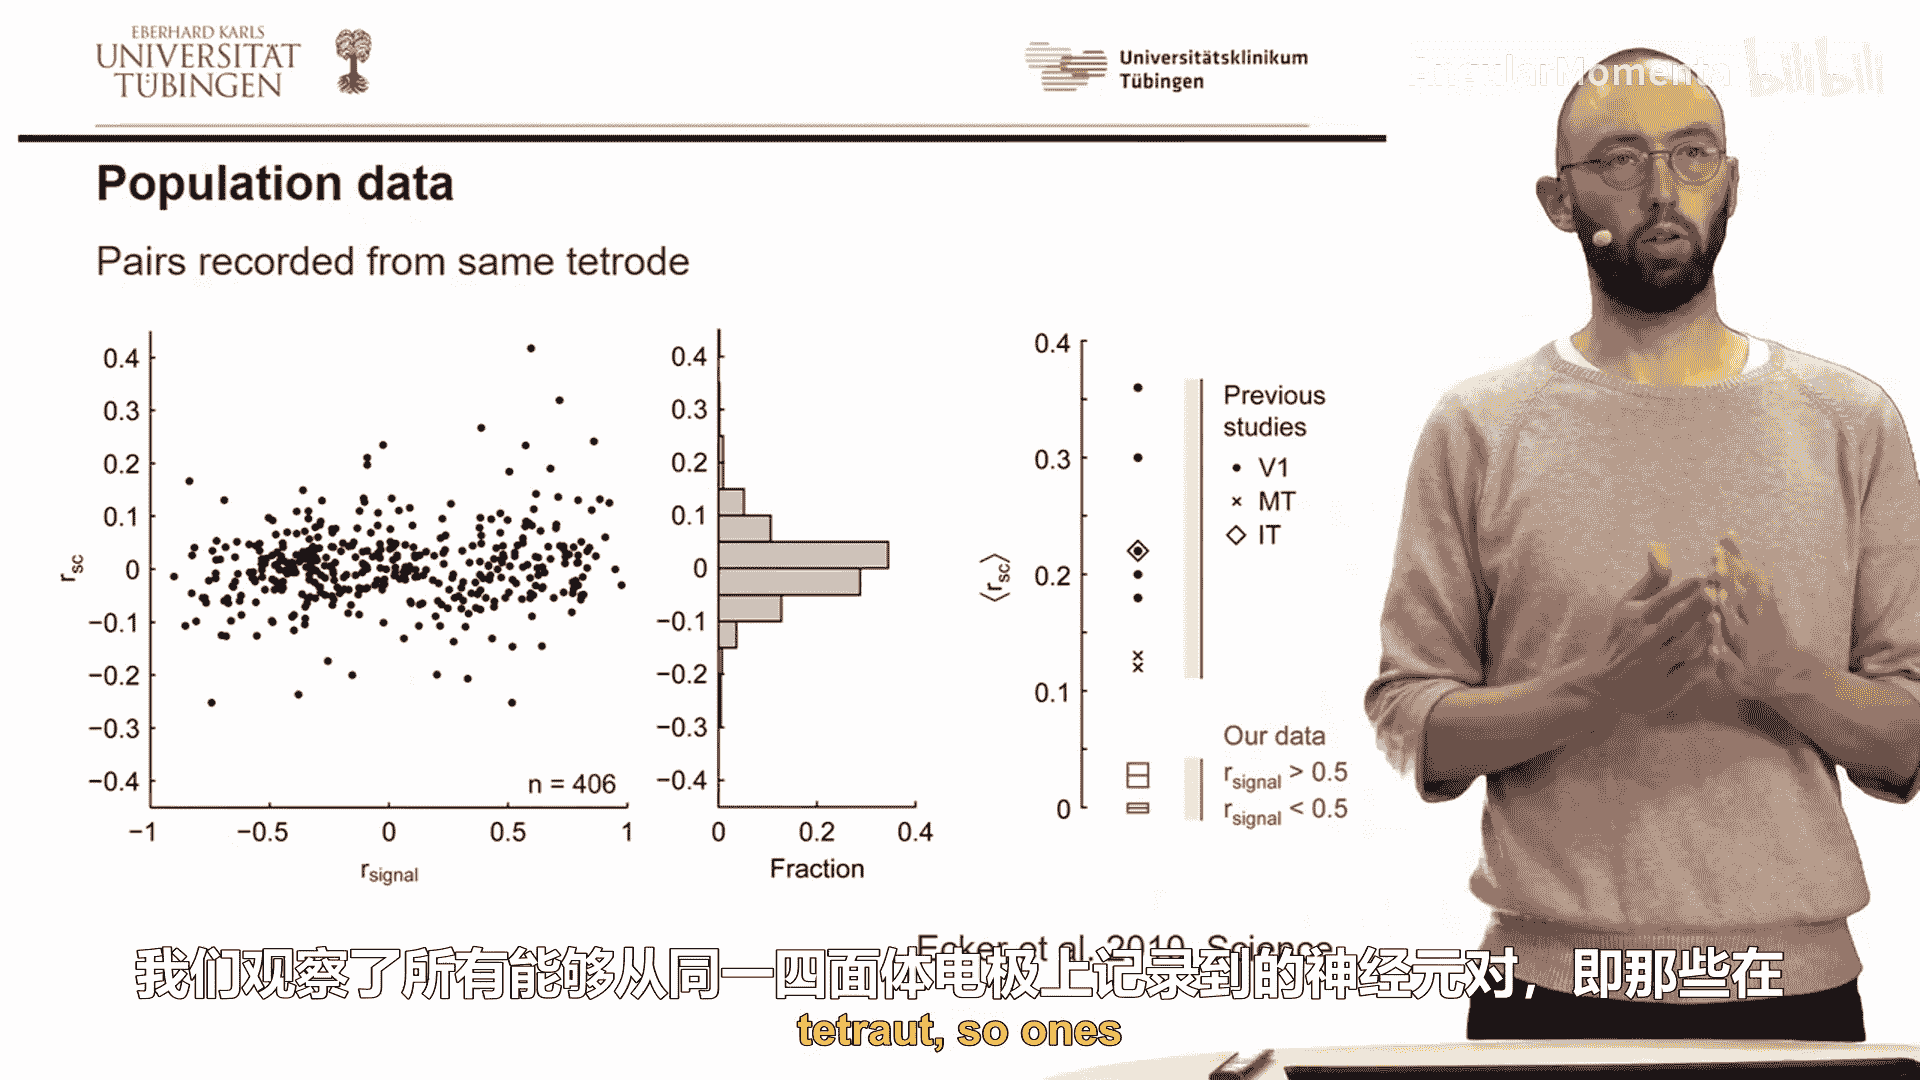 EBERHARD KARLS
UNIVERSITÄT
TÜBINGEN
Universitätsklinikum
Tübingen
bilibili
Population data
Pairs recorded from same tetrode
0.4
0.3
0.2
0.1
0
−0.1
−0.2
−0.3
−0.4
rsc
n = 406
−1
−0.5
0
0.5
1
rsignal
0.4
0.3
0.2
0.1
0
−0.1
−0.2
−0.3
−0.4
0
0.2
0.4
Fraction
0.4
0.3
0.2
0.1
0
⟨rsc⟩
Previous
studies
V1
MT
IT
Our data
rsignal > 0.5
rsignal < 0.5
Ecker et al. 2010, Science
我们观察了所有能够从同一四面体电极上记录到的神经元对，即那些在
tetraut, so ones